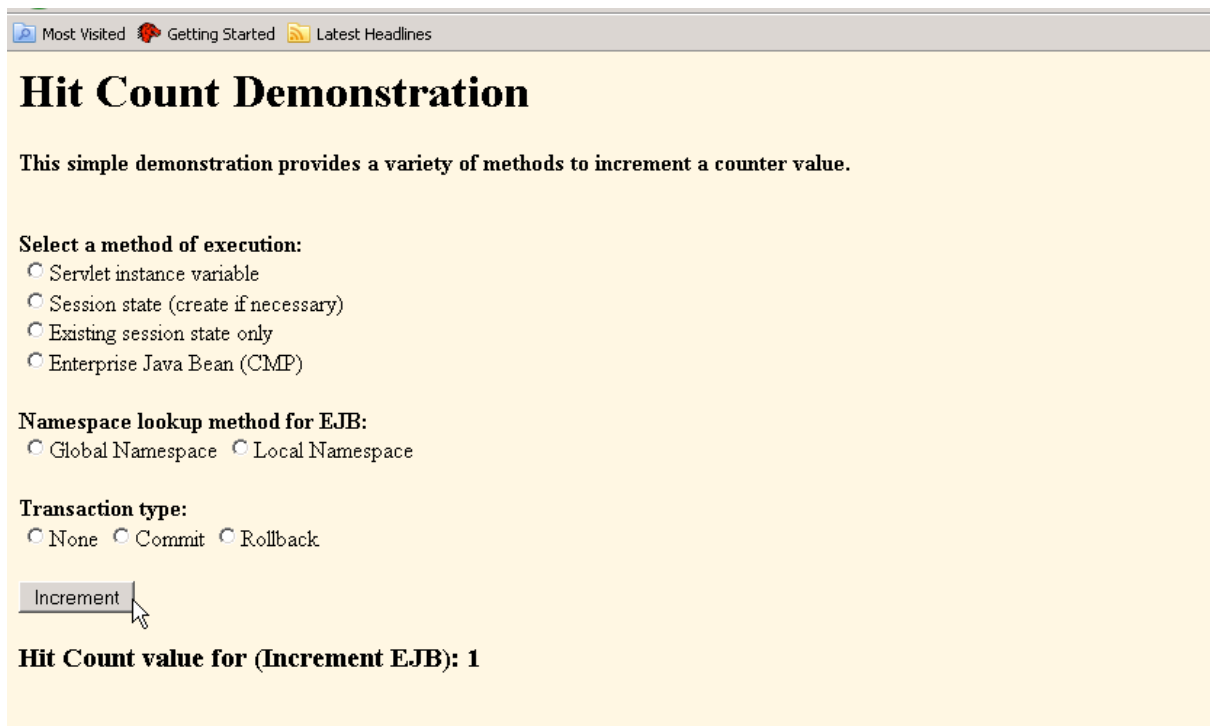 Most Visited Getting Started Latest Headlines
Hit Count Demonstration
This simple demonstration provides a variety of methods to increment a counter value.
Select a method of execution:
Servlet instance variable
Session state (create if necessary)
Existing session state only
Enterprise Java Bean (CMP)
Namespace lookup method for EJB:
Global Namespace Local Namespace
Transaction type:
None Commit Rollback
Increment
Hit Count value for (Increment EJB): 1